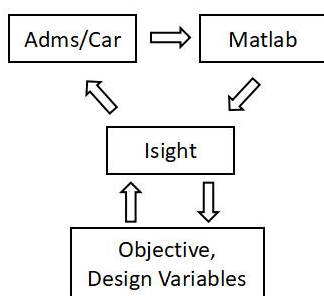 Adms/Car
Matlab
Isight
Objective,
Design Variables